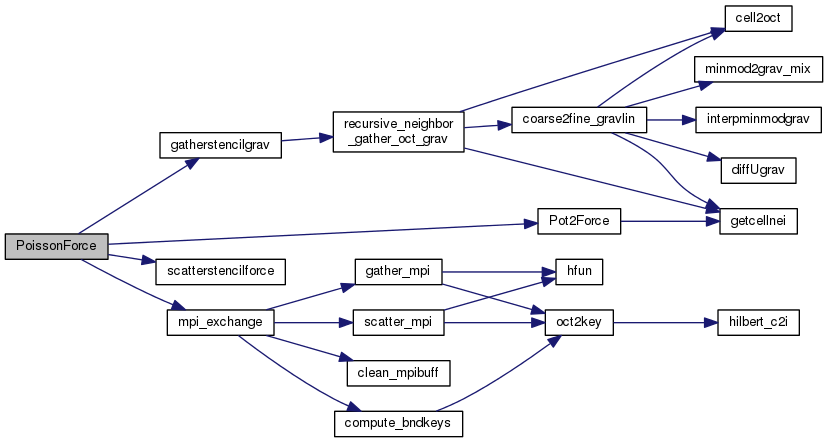 cell2oct
minmod2grav_mix
recursive_neighbor
_gather_oct_grav
coarse2fine_gravlin
interpminmodgrav
gatherstencilgrav
diffUgrav
Pot2Force
getcellnei
PoissonForce
scatterstencilforce
gather_mpi
hfun
mpi_exchange
scatter_mpi
oct2key
hilbert_c2i
clean_mpibuff
compute_bndkeys